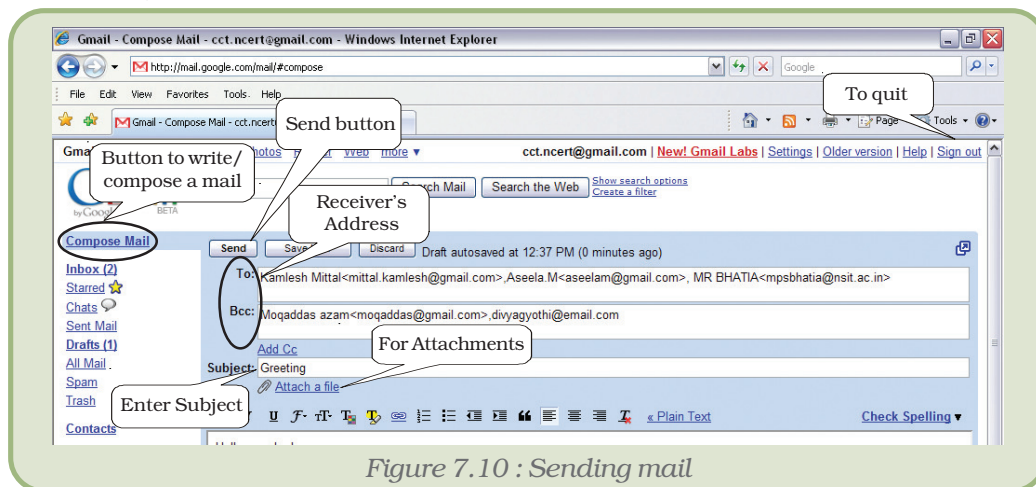 Gmail - Compose Mail - cct.ncert@gmail.com - Windows Internet Explorer
http://mail.google.com/mail/#compose
Google
File Edit View Favorites Tools Help
To quit
Gmail - Compose Mail - cct.ncert
Send button
Page Tools
Button to write/
compose a mail
Web more
cct.ncert@gmail.com | New! Gmail Labs | Settings | Older version | Help | Sign out
Search Mail Search the Web Show search options
Create a filter
by Google BETA
Receiver's
Address
Compose Mail
Send Discard Draft autosaved at 12:37 PM (0 minutes ago)
Inbox (2)
To: Kamlesh Mittal<mittal.kamlesh@gmail.com>,Aseela.M<aseelam@gmail.com>, MR BHATIA<mpsbhatia@nsit.ac.in>
Starred
Chats
Bcc: Moqaddas azam<moqaddas@gmail.com>,divyagyothi@email.com
Sent Mail
Drafts (1)
Add Cc
For Attachments
All Mail
Subject: Greeting
Spam
Attach a file
Trash
Enter Subject
« Plain Text Check Spelling
Contacts
Figure 7.10 : Sending mail